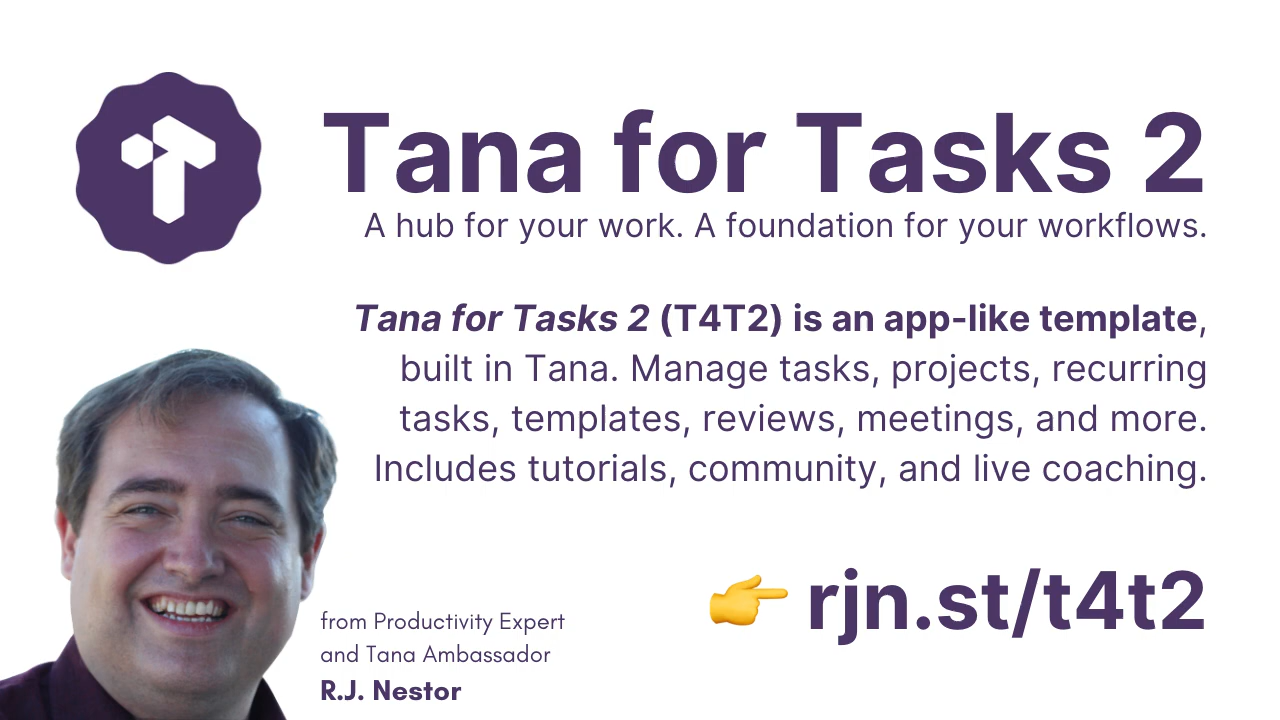 Tana for Tasks 2
A hub for your work. A foundation for your workflows.
Tana for Tasks 2 (T4T2) is an app-like template,
built in Tana. Manage tasks, projects, recurring
tasks, templates, reviews, meetings, and more.
Includes tutorials, community, and live coaching.
👉 rjn.st/t4t2
from Productivity Expert
and Tana Ambassador
R.J. Nestor